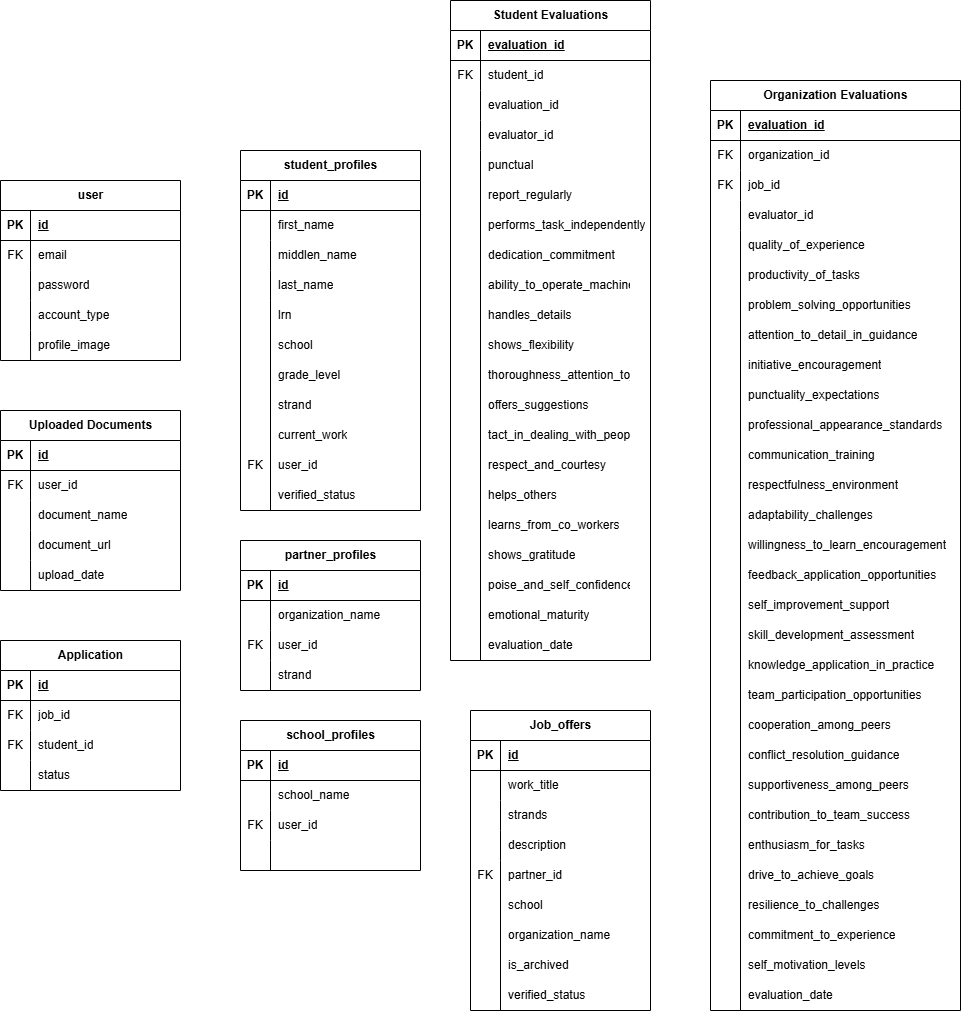 user
PK id
FK email
password
account_type
profile_image
Uploaded Documents
PK id
FK user_id
document_name
document_url
upload_date
Application
PK id
FK job_id
FK student_id
status
student_profiles
PK id
first_name
middlen_name
last_name
lrn
school
grade_level
strand
current_work
FK user_id
verified_status
partner_profiles
PK id
organization_name
FK user_id
strand
school_profiles
PK id
school_name
FK user_id
Student Evaluations
PK evaluation_id
FK student_id
evaluation_id
evaluator_id
punctual
report_regularly
performs_task_independently
dedication_commitment
ability_to_operate_machine
handles_details
shows_flexibility
thoroughness_attention_to
offers_suggestions
tact_in_dealing_with_peop
respect_and_courtesy
helps_others
learns_from_co_workers
shows_gratitude
poise_and_self_confidence
emotional_maturity
evaluation_date
Job_offers
PK id
work_title
strands
description
FK partner_id
school
organization_name
is_archived
verified_status
Organization Evaluations
PK evaluation_id
FK organization_id
FK job_id
evaluator_id
quality_of_experience
productivity_of_tasks
problem_solving_opportunities
attention_to_detail_in_guidance
initiative_encouragement
punctuality_expectations
professional_appearance_standards
communication_training
respectfulness_environment
adaptability_challenges
willingness_to_learn_encouragement
feedback_application_opportunities
self_improvement_support
skill_development_assessment
knowledge_application_in_practice
team_participation_opportunities
cooperation_among_peers
conflict_resolution_guidance
supportiveness_among_peers
contribution_to_team_success
enthusiasm_for_tasks
drive_to_achieve_goals
resilience_to_challenges
commitment_to_experience
self_motivation_levels
evaluation_date